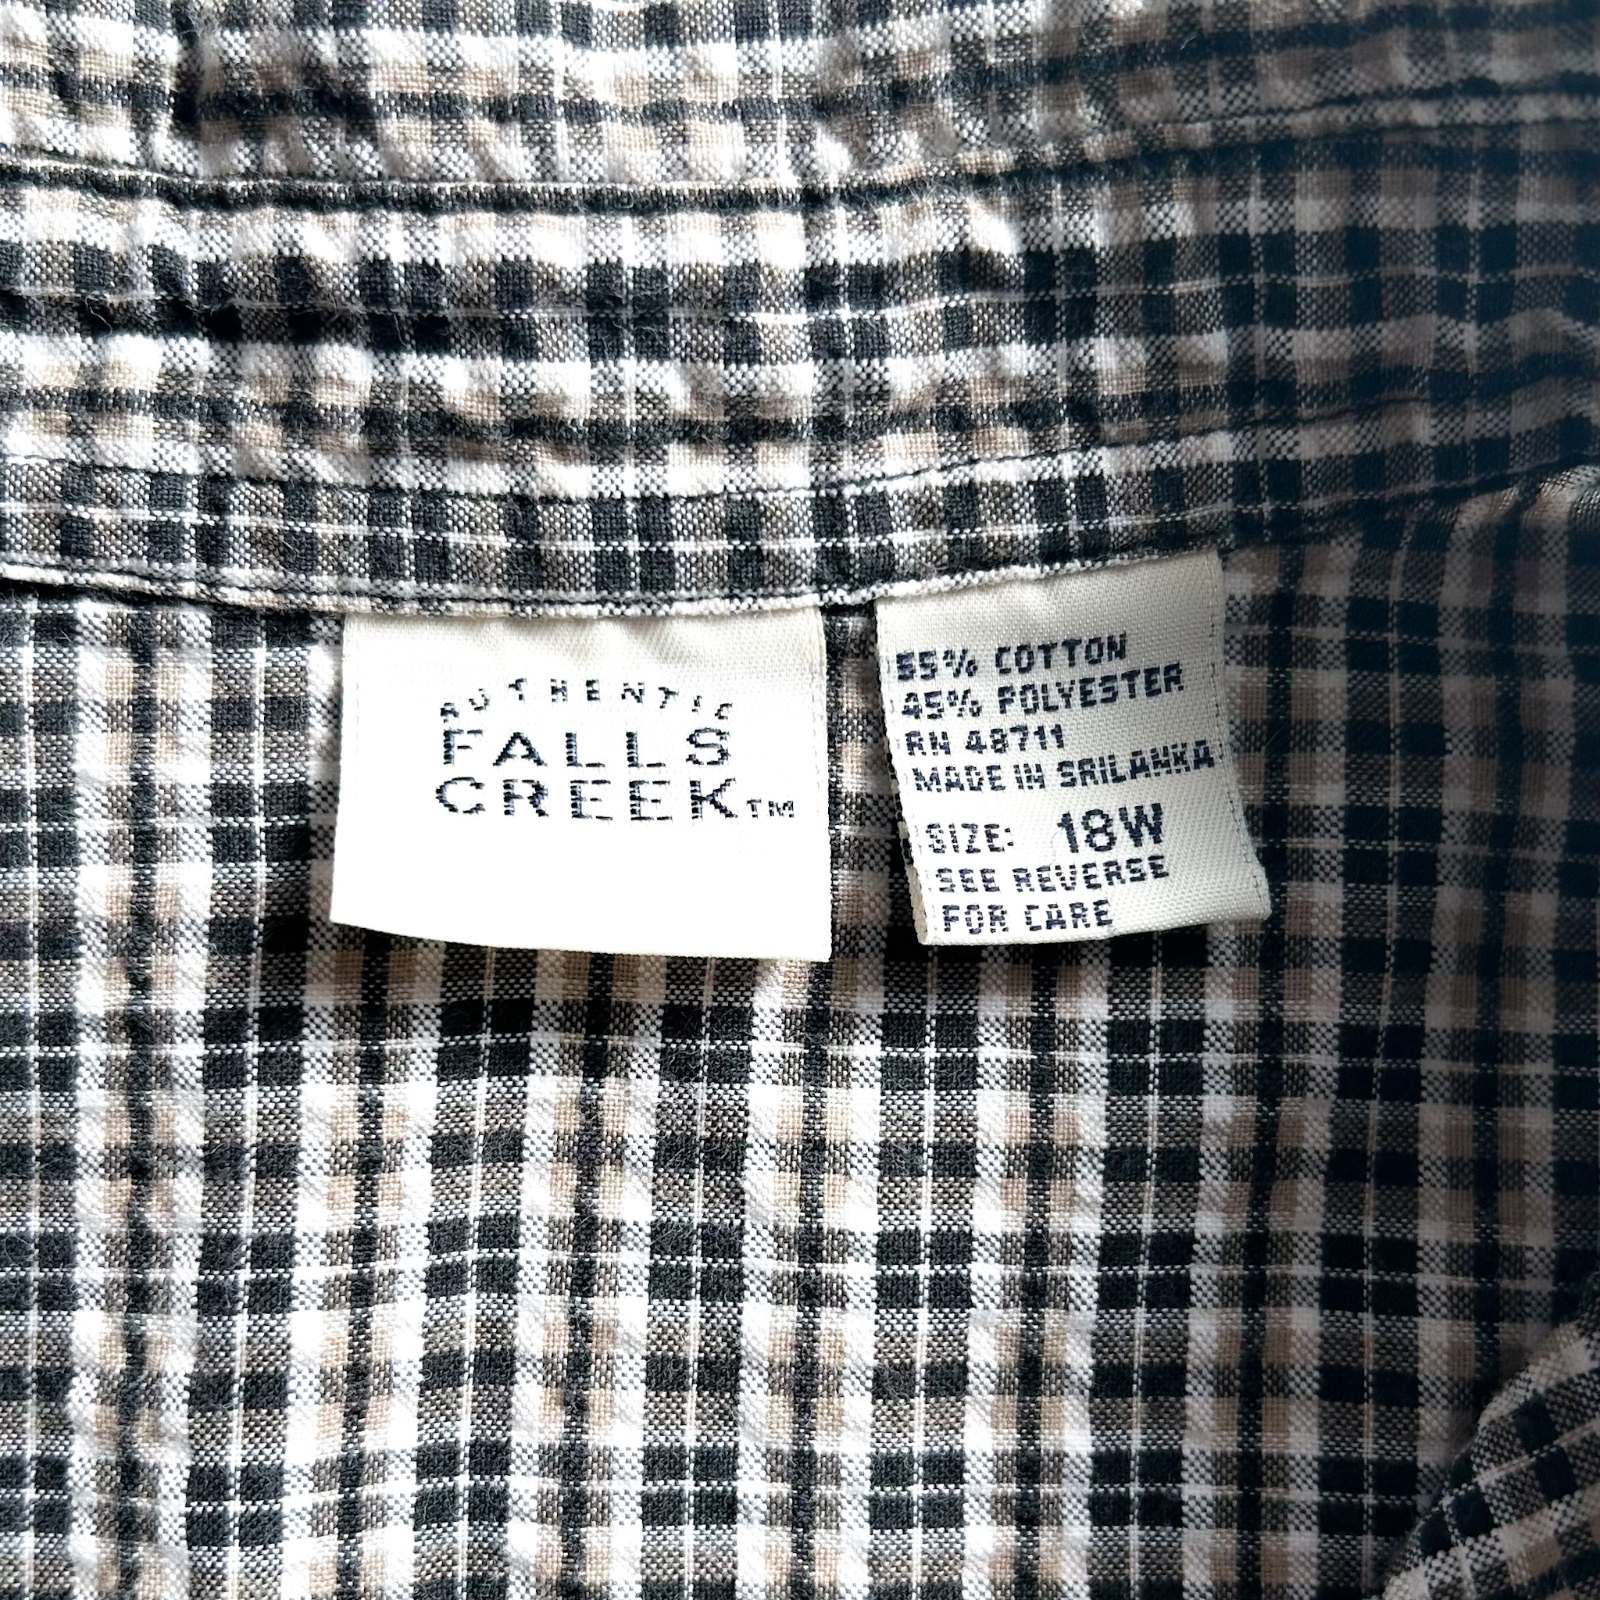 AUTHENTIC
FALLS
CREEK™
55% COTTON
45% POLYESTER
RN 48711
MADE IN SRILANKA
SIZE: 18W
SEE REVERSE
FOR CARE